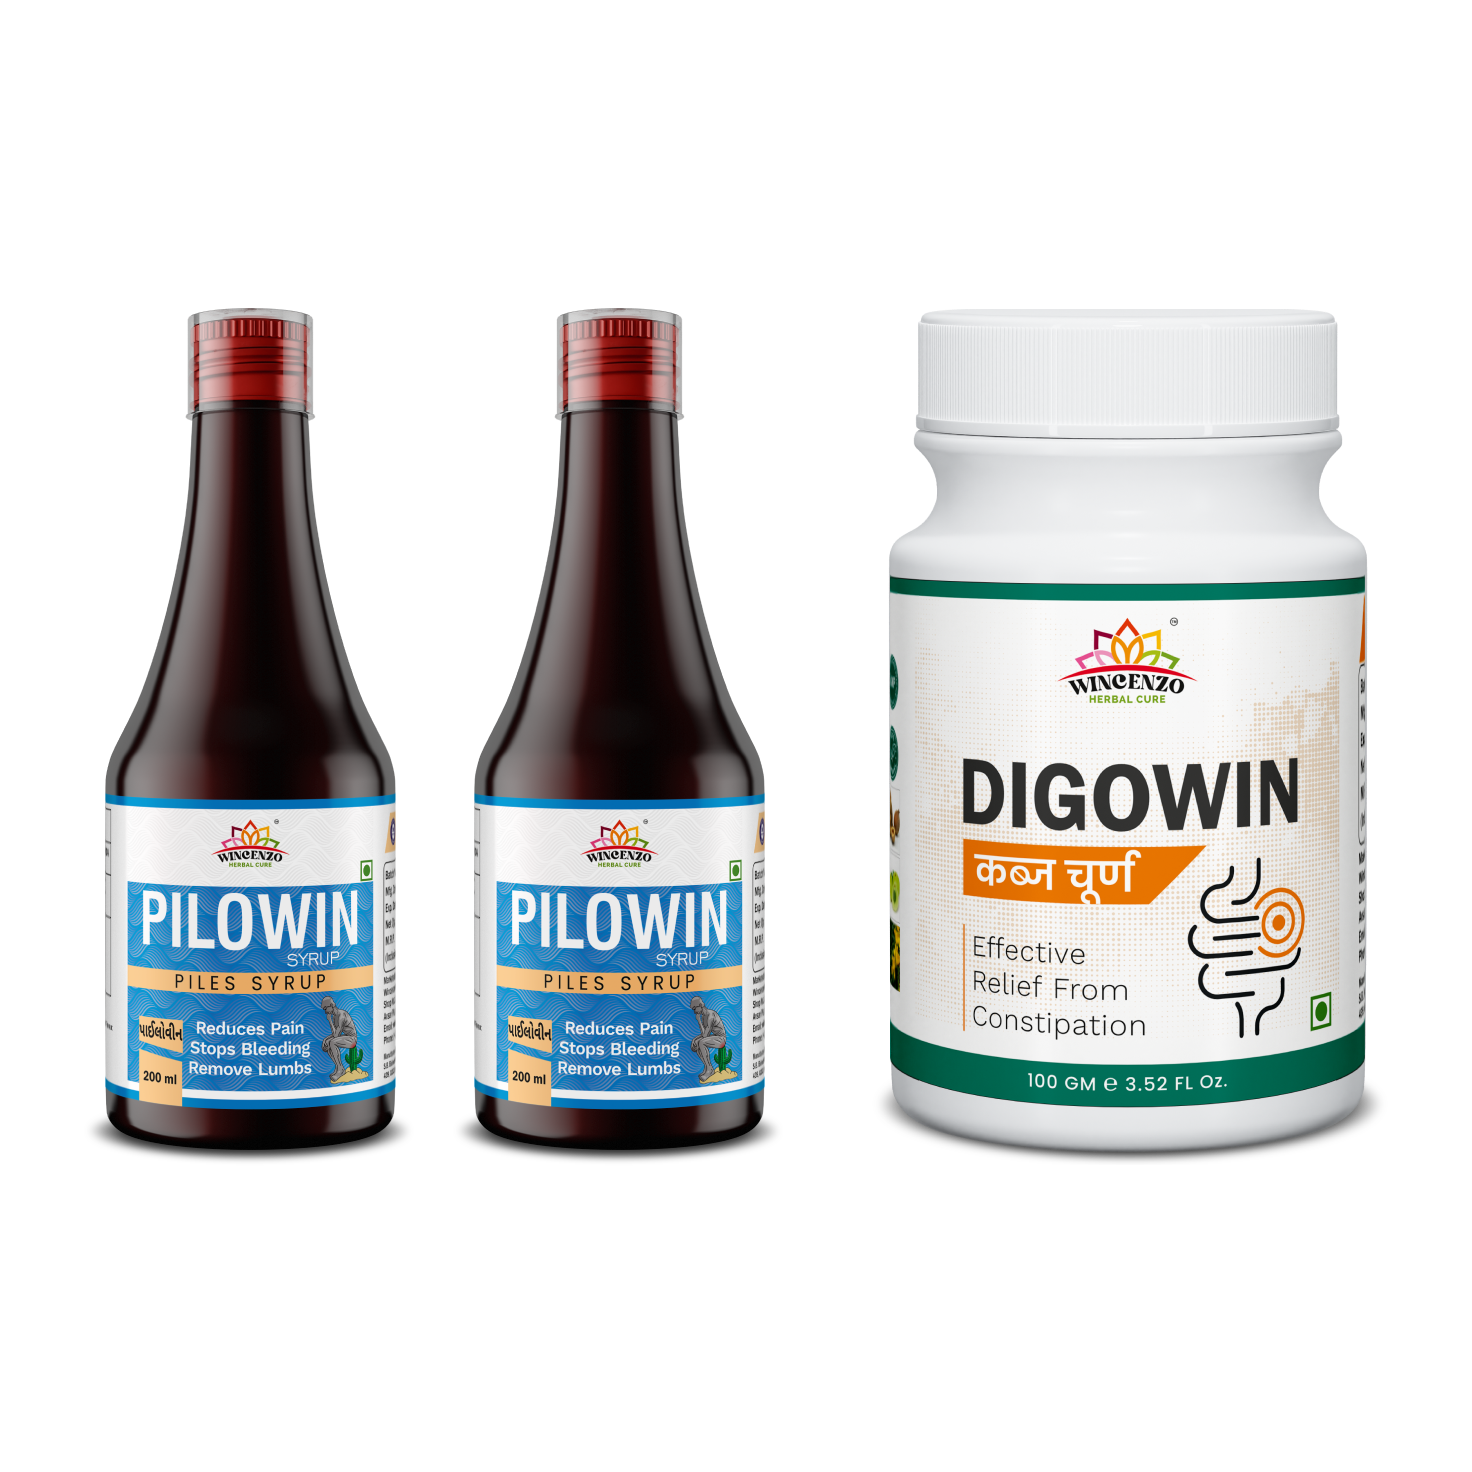 WINCENZO
HERBAL CURE
PILOWIN
SYRUP
PILES SYRUP
પાઈલોવીન
200 ml
Reduces Pain
Stops Bleeding
Remove Lumbs
WINCENZO
HERBAL CURE
PILOWIN
SYRUP
PILES SYRUP
પાઈલોવીન
200 ml
Reduces Pain
Stops Bleeding
Remove Lumbs
TM
WINCENZO
HERBAL CURE
DIGOWIN
कब्ज चूर्ण
Effective
Relief From
Constipation
100 GM e 3.52 FL Oz.